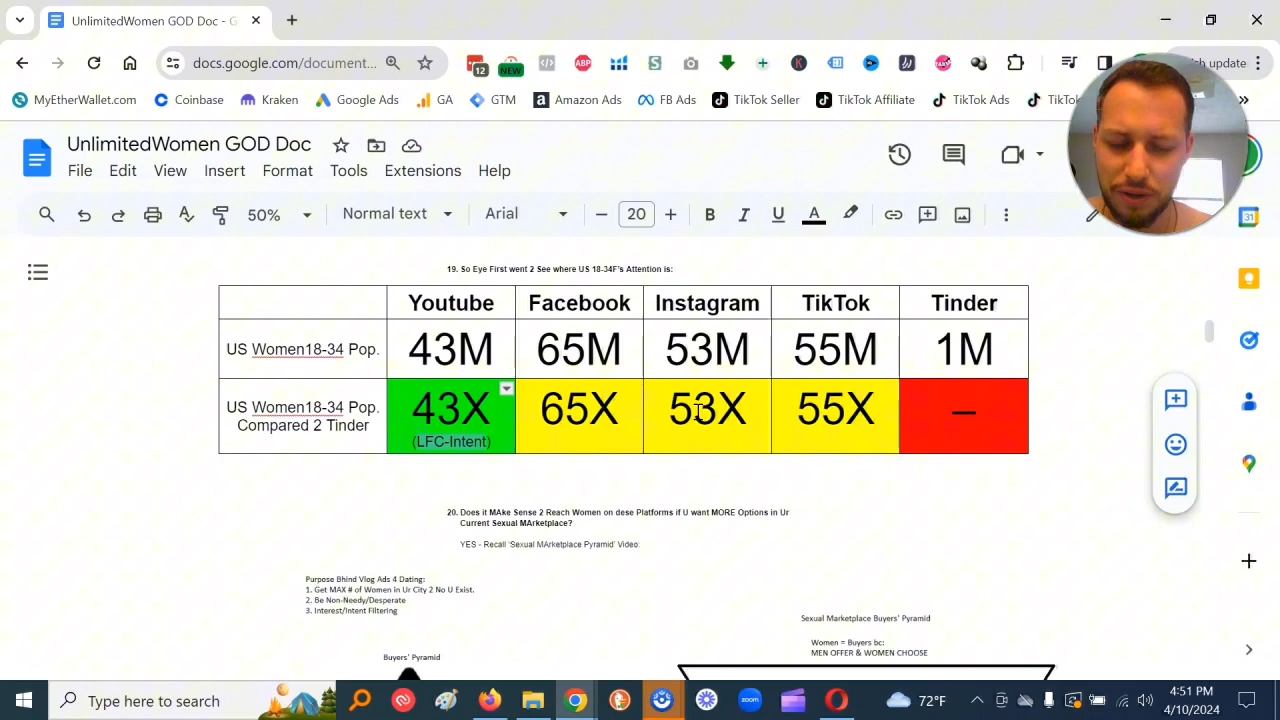 UnlimitedWomen GOD Doc - G
docs.google.com/document...
12
NEW
ABP
MyEtherWallet.com
Coinbase
Kraken
Google Ads
GA
GTM
Amazon Ads
FB Ads
TikTok Seller
TikTok Affiliate
TikTok Ads
UnlimitedWomen GOD Doc
File Edit View Insert Format Tools Extensions Help
50%
Normal text
Arial
20
B I U A
31
19. So Eye First went 2 See where US 18-34F's Attention is:
Youtube Facebook Instagram TikTok Tinder
US Women18-34 Pop. 43M 65M 53M 55M 1M
US Women18-34 Pop.
Compared 2 Tinder
43X 65X 53X 55X –
(LFC-Intent)
20. Does it MAke Sense 2 Reach Women on dese Platforms if U want MORE Options in Ur
Current Sexual MArketplace?
YES - Recall 'Sexual MArketplace Pyramid' Video:
Purpose Bhind Vlog Ads 4 Dating:
1. Get MAX # of Women in Ur City 2 No U Exist.
2. Be Non-Needy/Desperate
3. Interest/Intent Filtering
Sexual Marketplace Buyers' Pyramid
Women = Buyers bc:
MEN OFFER & WOMEN CHOOSE
Buyers' Pyramid
Type here to search
zoom
72°F
4:51 PM
4/10/2024